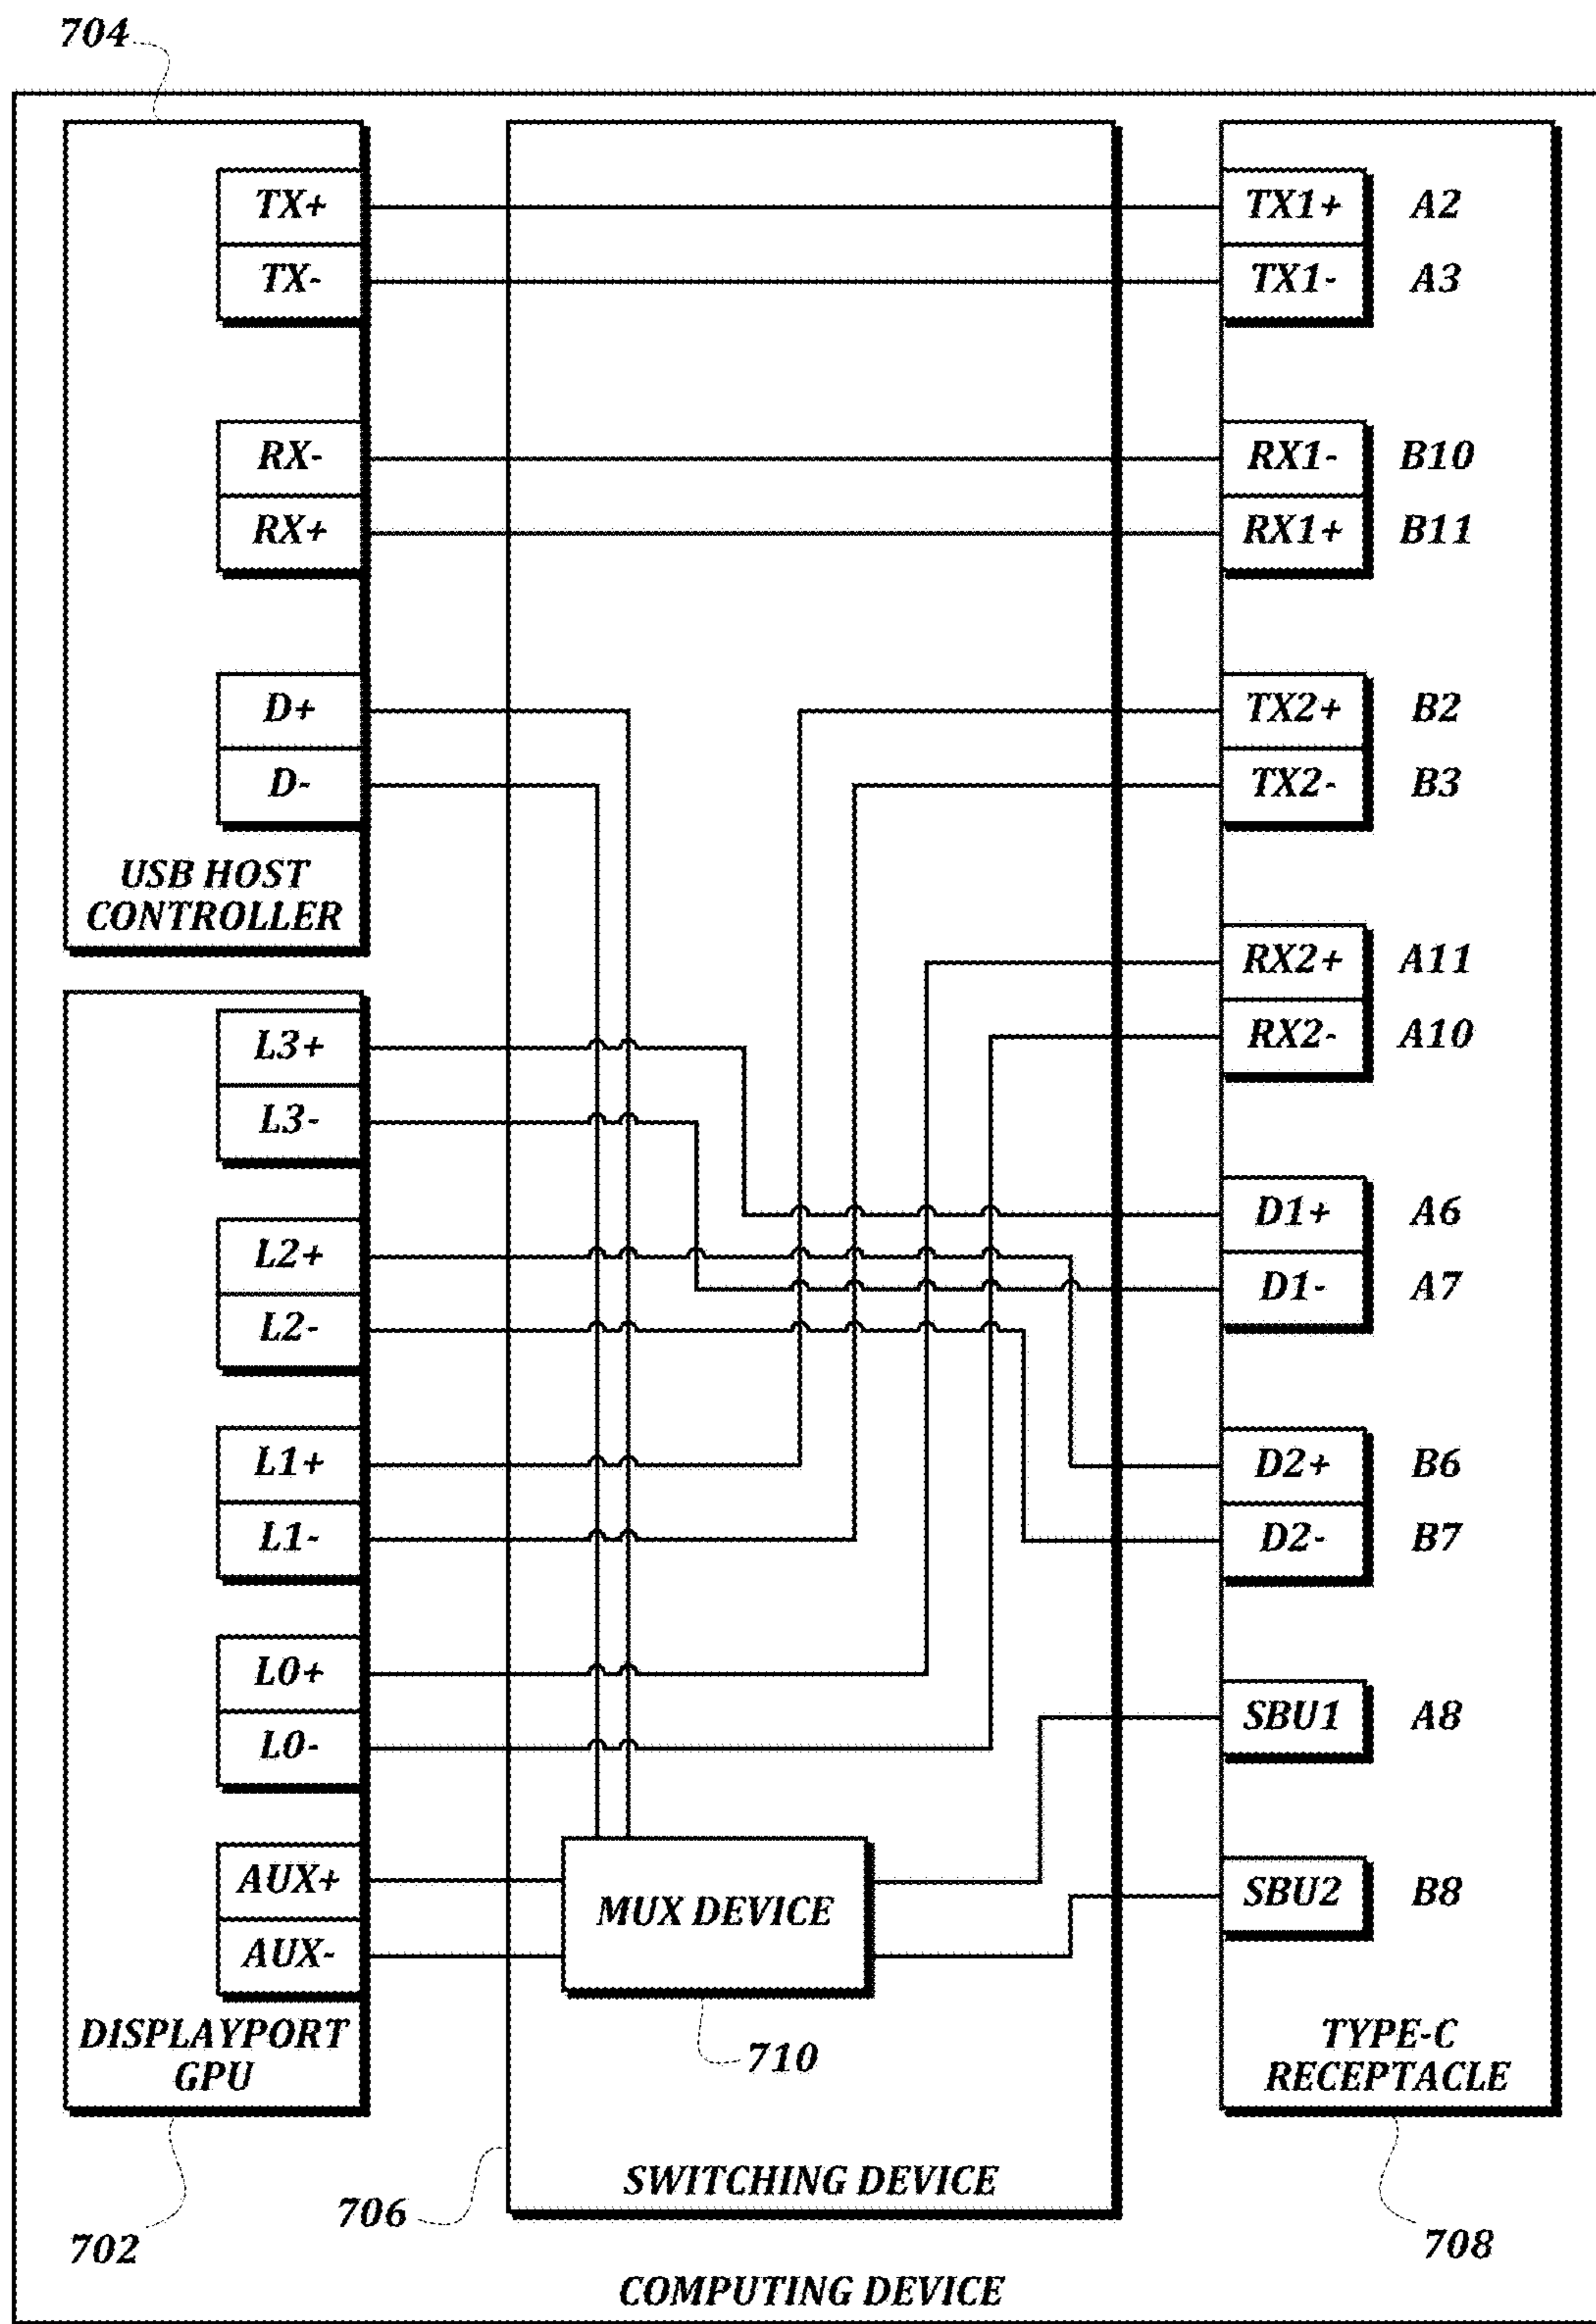 704
TX+
TX1+ A2
TX-
TX1- A3
RX-
RX1- B10
RX+
RX1+ B11
D+
TX2+ B2
D-
TX2- B3
USB HOST
CONTROLLER
RX2+ A11
L3+
RX2- A10
L3-
D1+ A6
L2+
D1- A7
L2-
L1+
D2+ B6
L1-
D2- B7
L0+
SBU1 A8
L0-
AUX+
SBU2 B8
MUX DEVICE
AUX-
DISPLAYPORT
GPU
710
TYPE-C
RECEPTACLE
SWITCHING DEVICE
706
702
708
COMPUTING DEVICE